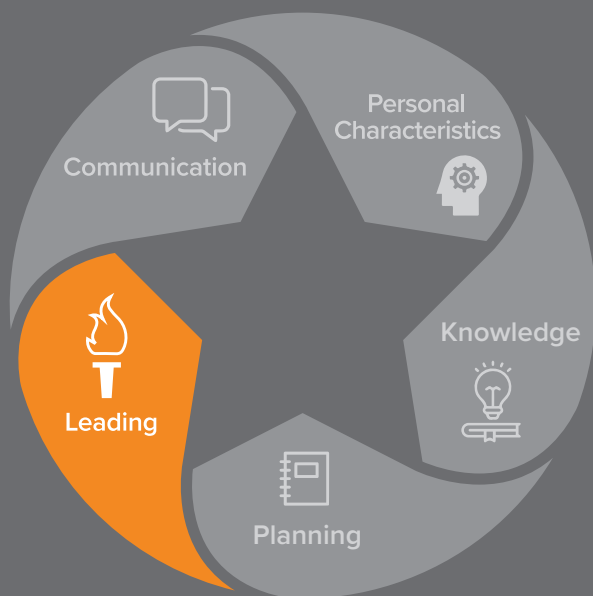 Personal
Characteristics
Communication
Knowledge
Leading
Planning